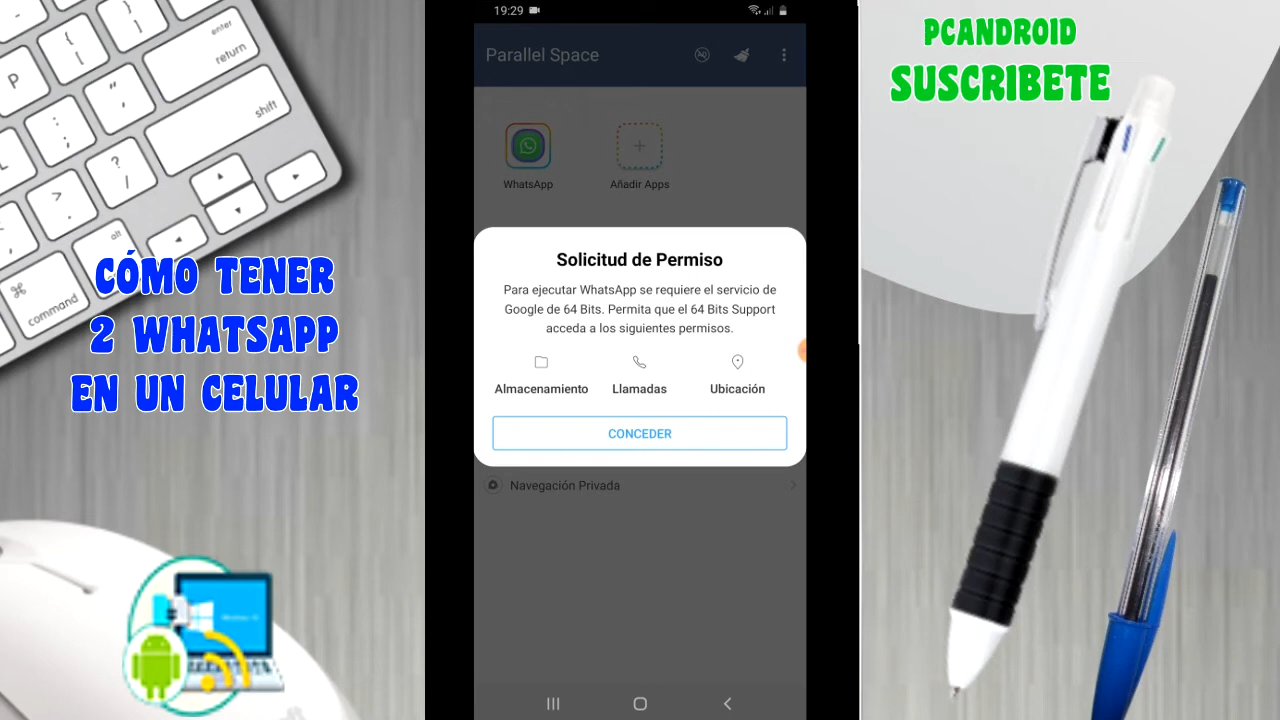 enter
return
shift
P
alt
command
CÓMO TENER
2 WHATSAPP
EN UN CELULAR
19:29
Parallel Space
WhatsApp
Añadir Apps
Solicitud de Permiso
Para ejecutar WhatsApp se requiere el servicio de
Google de 64 Bits. Permita que el 64 Bits Support
acceda a los siguientes permisos.
Almacenamiento Llamadas Ubicación
CONCEDER
Navegación Privada
PCANDROID
SUSCRIBETE